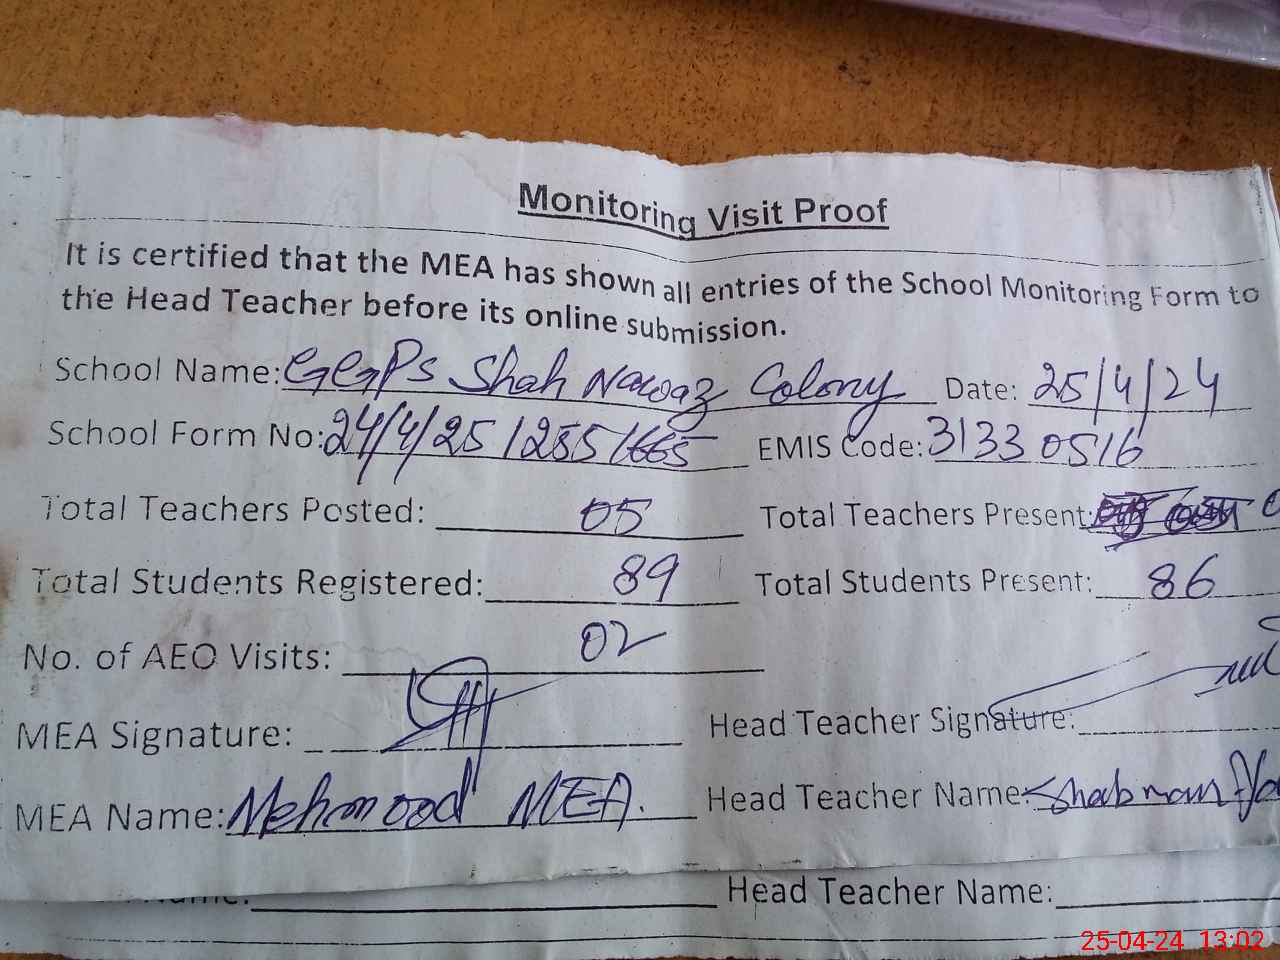 Monitoring Visit Proof
It is certified that the MEA has shown all entries of the School Monitoring Form to
the Head Teacher before its online submission.
School Name: GGPS Shah Nawaz Colony Date: 25/4/24
School Form No: 24/4/25/1285/1665 EMIS Code: 31330516
Total Teachers Posted: 05 Total Teachers Present:
Total Students Registered: 89 Total Students Present: 86
No. of AEO Visits: 02
MEA Signature: Head Teacher Signature:
MEA Name: Mehmood MEA. Head Teacher Name: Shabnam
Head Teacher Name:
25-04-24 13:02